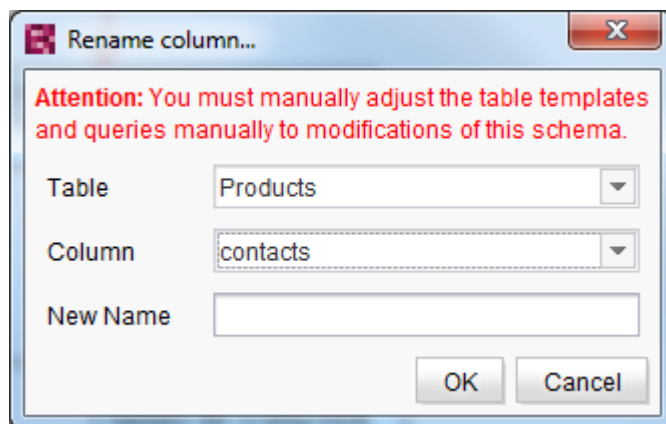 Rename column...
Attention: You must manually adjust the table templates
and queries manually to modifications of this schema.
Table Products
Column contacts
New Name
OK Cancel